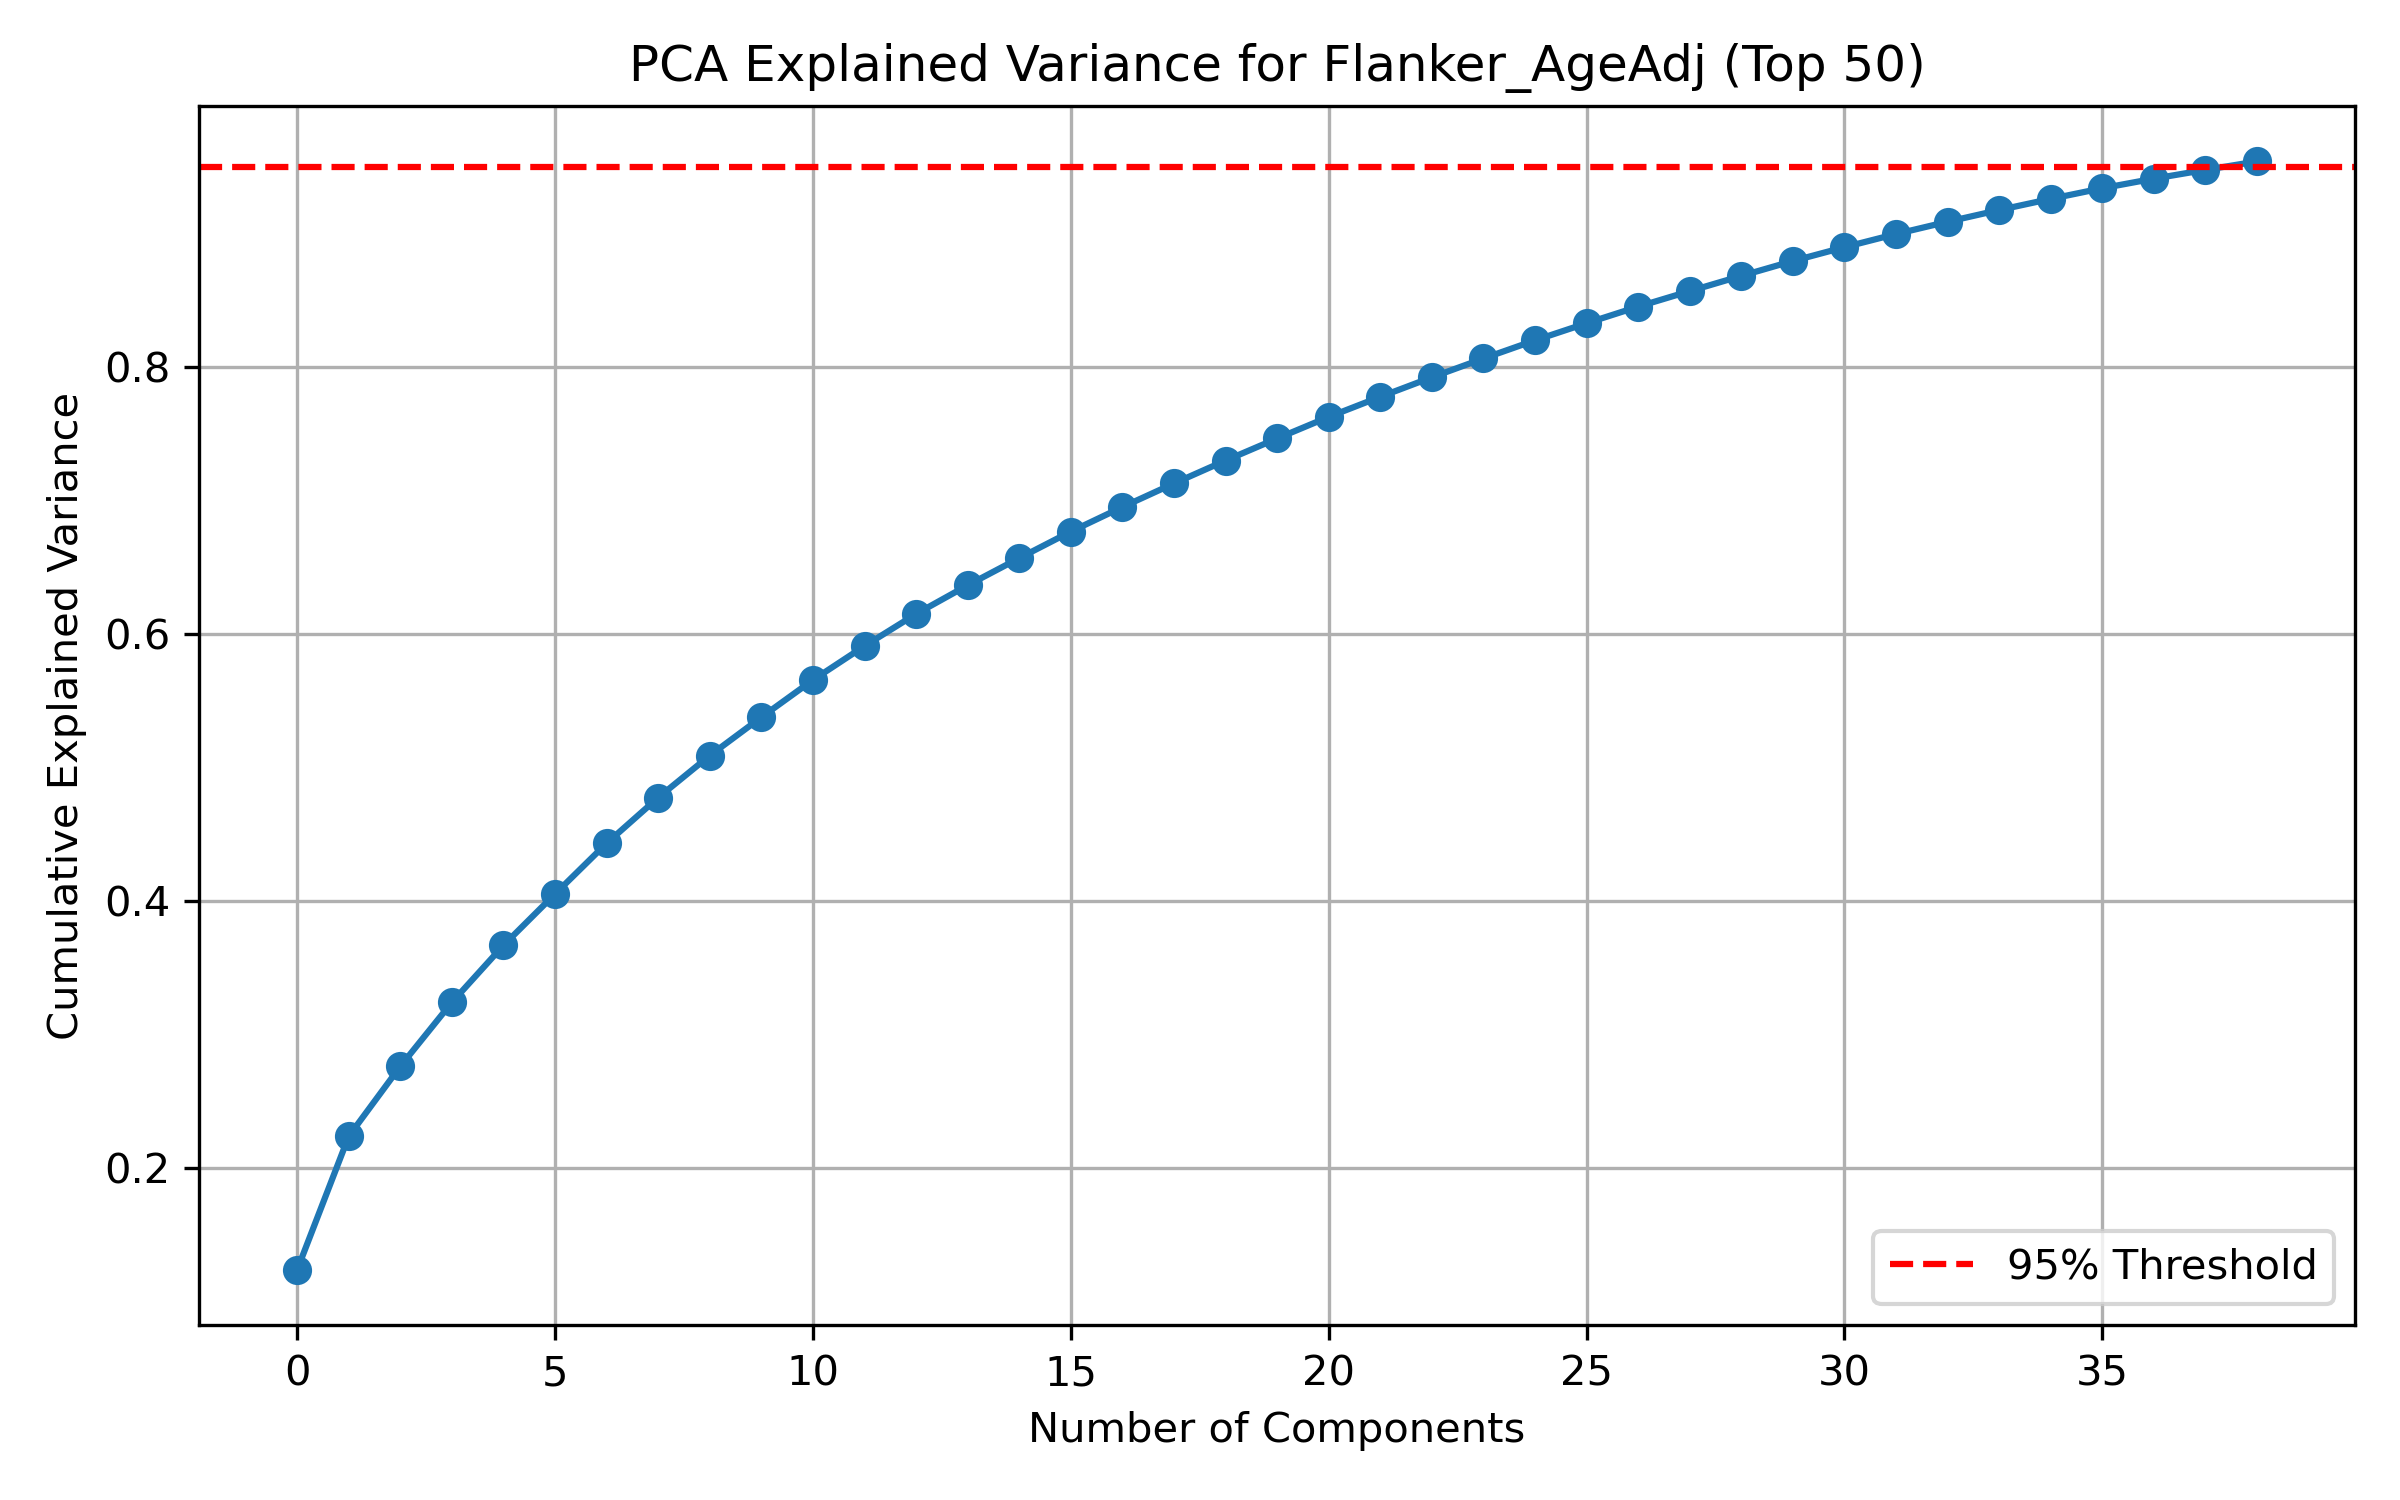 PCA Explained Variance for Flanker_AgeAdj (Top 50)
Cumulative Explained Variance
0.8
0.6
0.4
0.2
95% Threshold
0 5 10 15 20 25 30 35
Number of Components